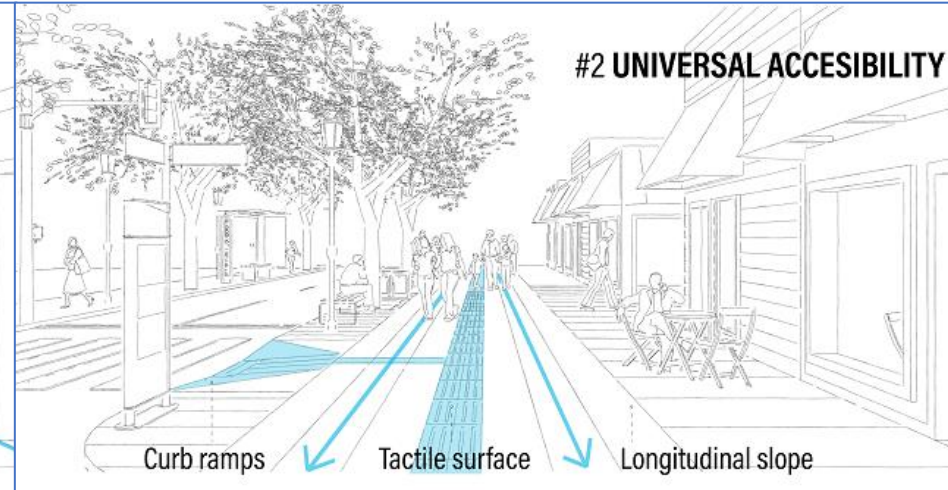 #2 UNIVERSAL ACCESIBILITY
Curb ramps
Tactile surface
Longitudinal slope